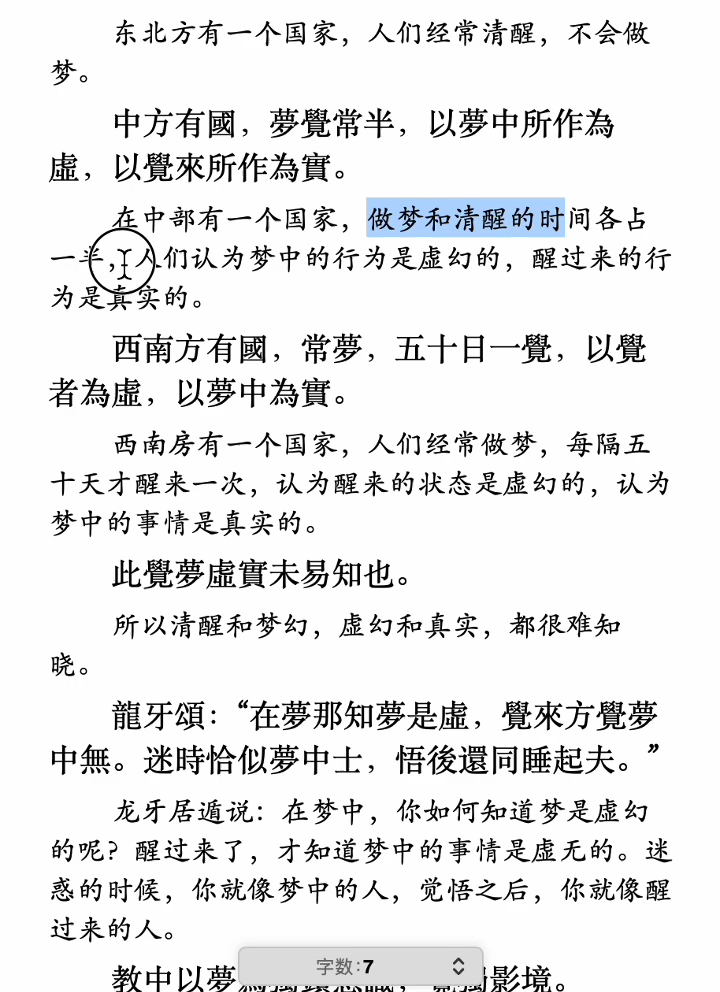 东北方有一个国家，人们经常清醒，不会做
梦。
中方有國，夢覺常半，以夢中所作為
虛，以覺來所作為實。
在中部有一个国家，做梦和清醒的时间各占
一半，人们认为梦中的行为是虚幻的，醒过来的行
为是真实的。
西南方有國，常夢，五十日一覺，以覺
者為虛，以夢中為實。
西南房有一个国家，人们经常做梦，每隔五
十天才醒来一次，认为醒来的状态是虚幻的，认为
梦中的事情是真实的。
此覺夢虛實未易知也。
所以清醒和梦幻，虚幻和真实，都很难知
晓。
龍牙頌：“在夢那知夢是虛，覺來方覺夢
中無。迷時恰似夢中士，悟後還同睡起夫。”
龙牙居遁说：在梦中，你如何知道梦是虚幻
的呢？醒过来了，才知道梦中的事情是虚无的。迷
惑的时候，你就像梦中的人，觉悟之后，你就像醒
过来的人。
教中以夢影境。
字数:7